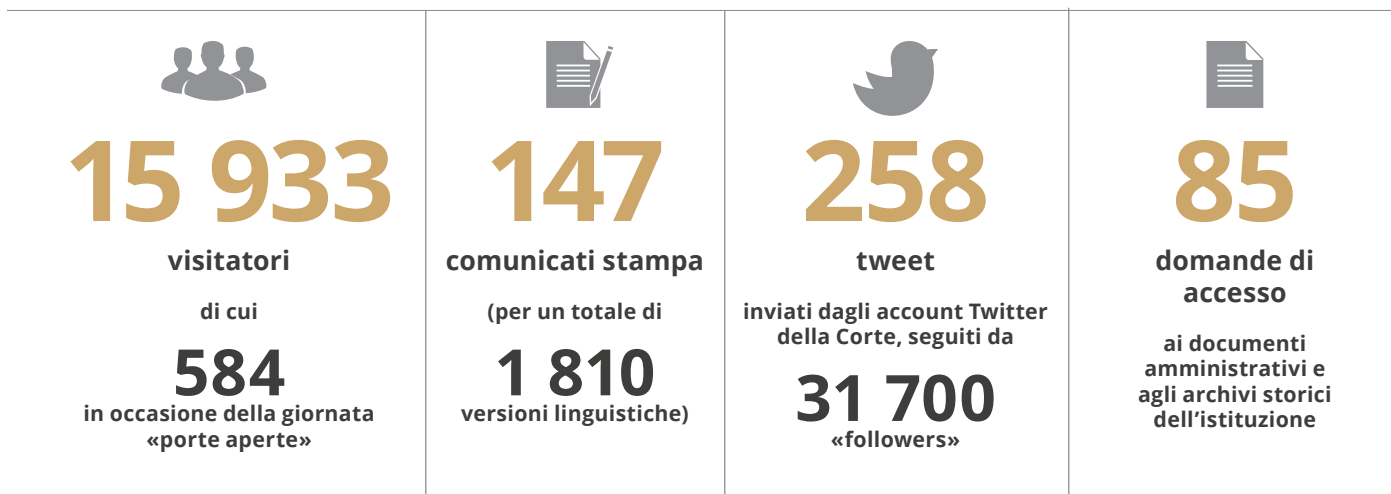 15 933
visitatori
di cui
584
in occasione della giornata
«porte aperte»
147
comunicati stampa
(per un totale di
1 810
versioni linguistiche)
258
tweet
inviati dagli account Twitter
della Corte, seguiti da
31 700
«followers»
85
domande di
accesso
ai documenti
amministrativi e
agli archivi storici
dell’istituzione